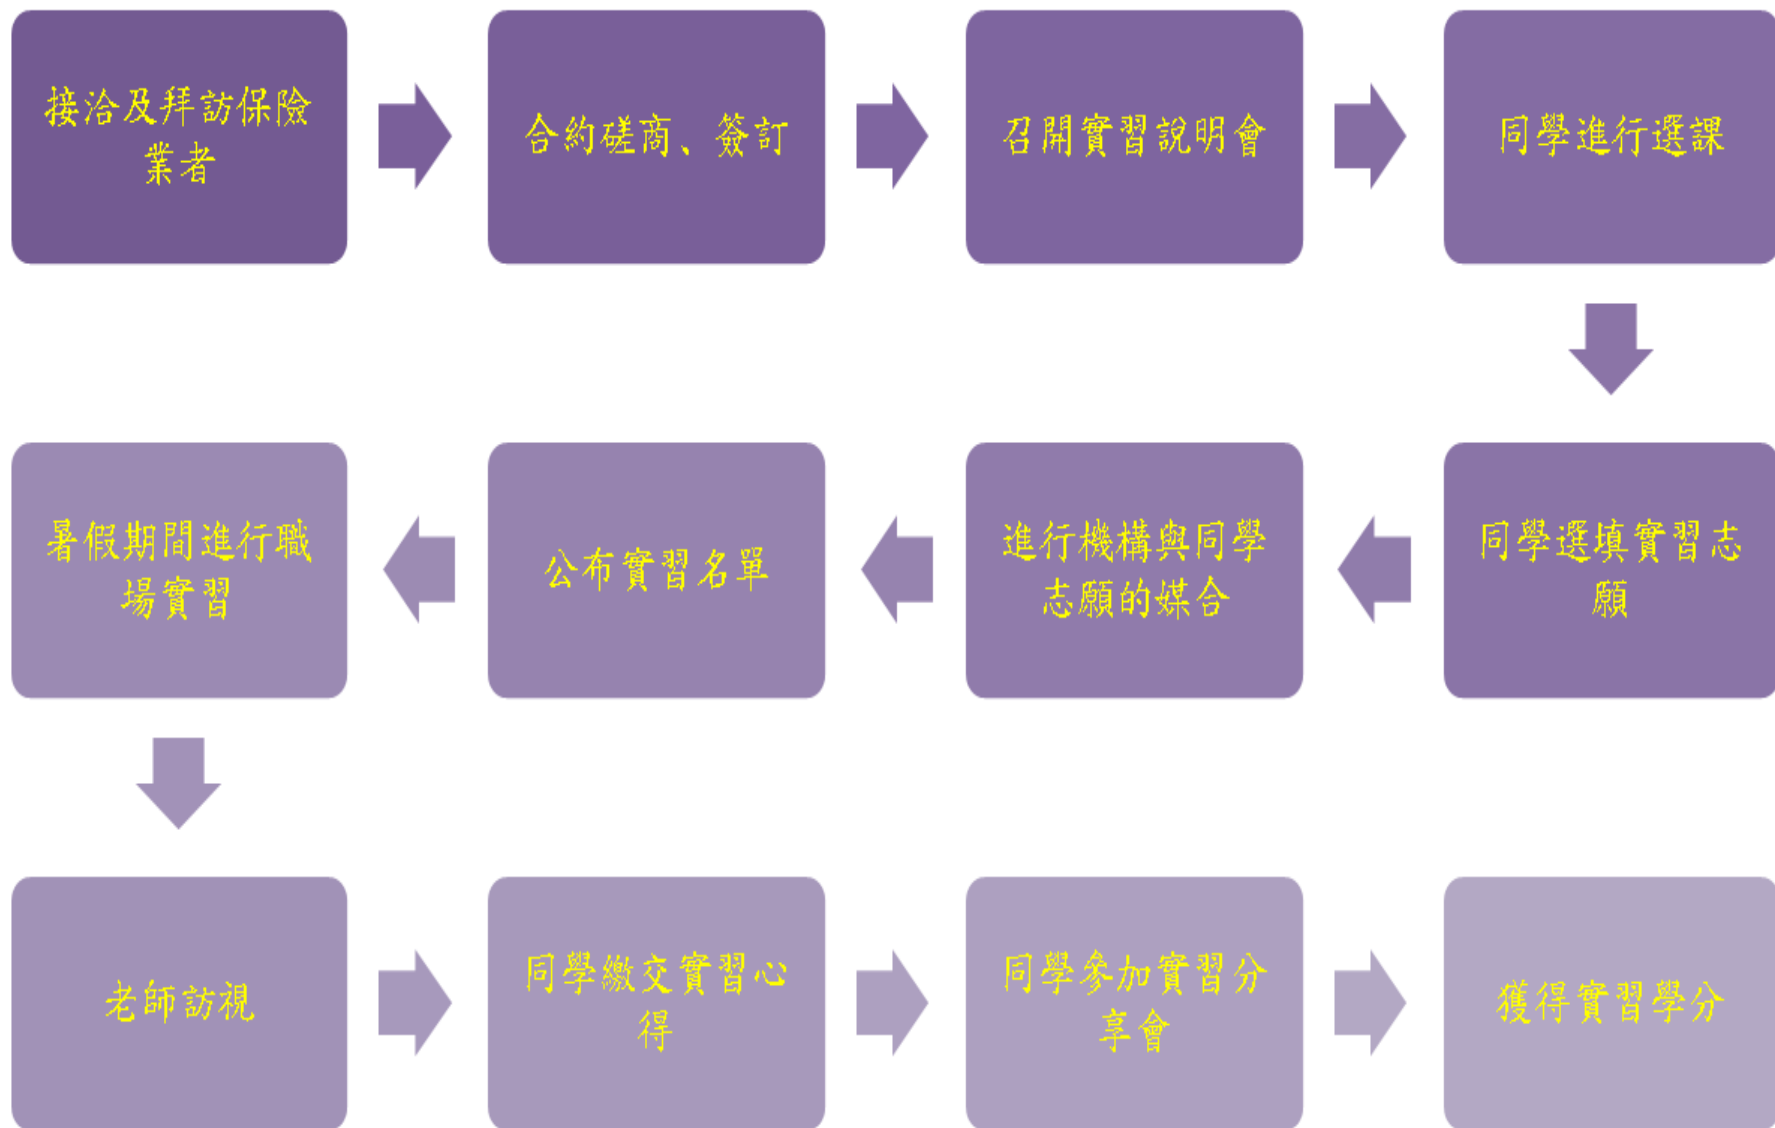 接洽及拜訪保險
業者
合約磋商、簽訂
召開實習說明會
同學進行選課
同學選填實習志
願
進行機構與同學
志願的媒合
公布實習名單
暑假期間進行職
場實習
老師訪視
同學繳交實習心
得
同學參加實習分
享會
獲得實習學分